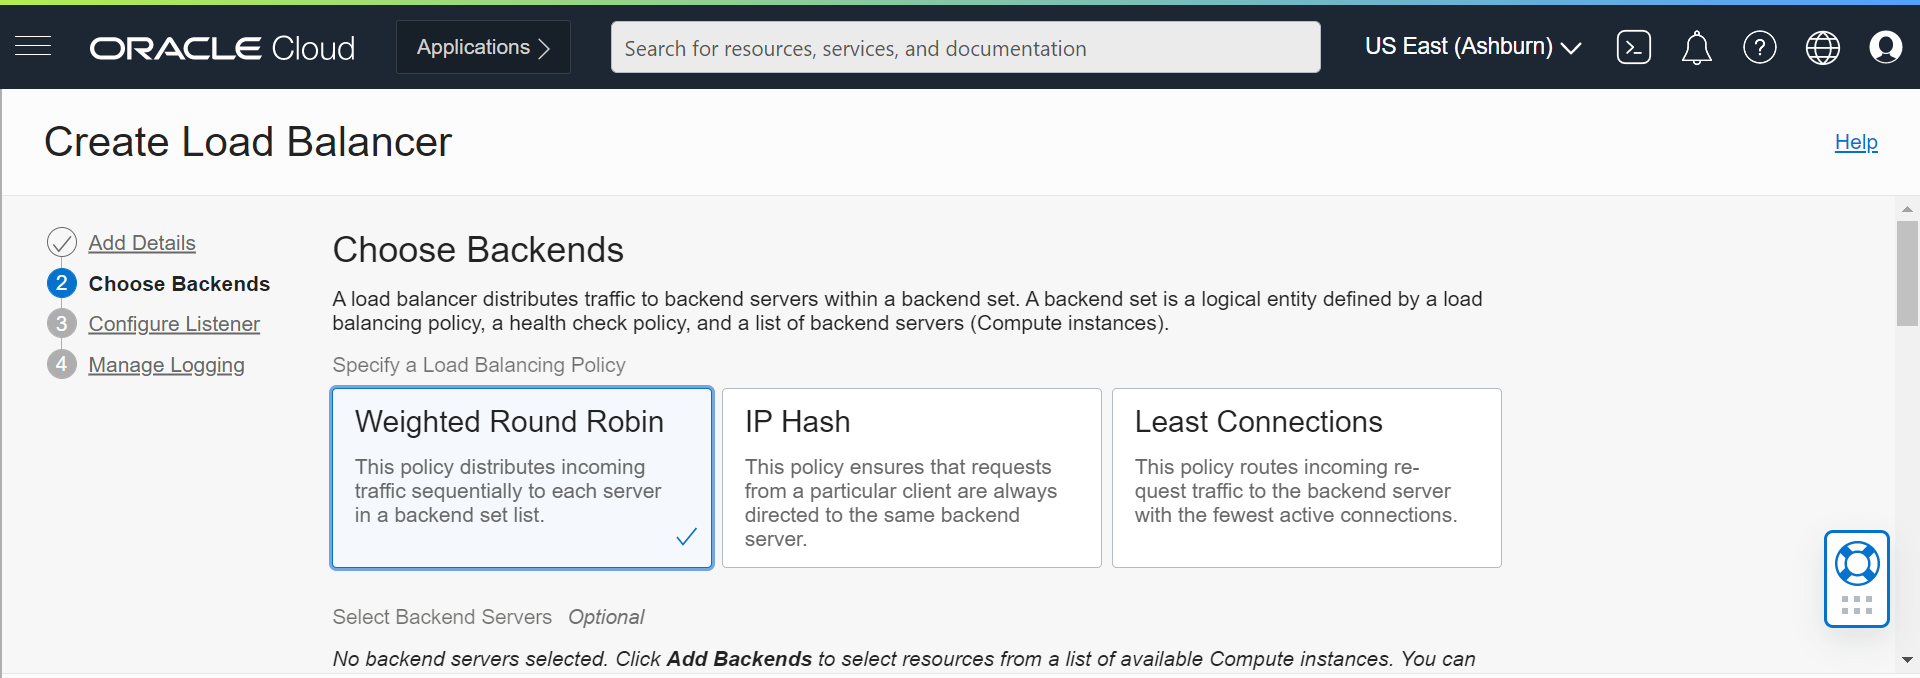 ORACLE Cloud
Applications
Search for resources, services, and documentation
US East (Ashburn)
Create Load Balancer
Help
Add Details
2 Choose Backends
3 Configure Listener
4 Manage Logging
Choose Backends
A load balancer distributes traffic to backend servers within a backend set. A backend set is a logical entity defined by a load
balancing policy, a health check policy, and a list of backend servers (Compute instances).
Specify a Load Balancing Policy
Weighted Round Robin
This policy distributes incoming
traffic sequentially to each server
in a backend set list.
IP Hash
This policy ensures that requests
from a particular client are always
directed to the same backend
server.
Least Connections
This policy routes incoming re-
quest traffic to the backend server
with the fewest active connections.
Select Backend Servers Optional
No backend servers selected. Click Add Backends to select resources from a list of available Compute instances. You can